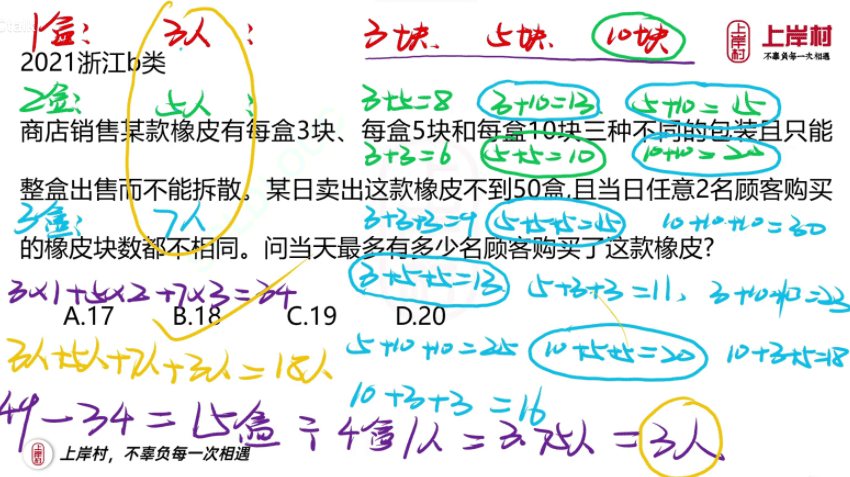 1盒： 3人： 3块、 5块、 10块
上岸村
不辜负每一次相遇
2021浙江b类
2盒： 5人： 3+5=8 3+10=13、 5+10=15
商店销售某款橡皮有每盒3块、每盒5块和每盒10块三种不同的包装且只能
3+3=6 5+5=10 10+10=20
整盒出售而不能拆散。某日卖出这款橡皮不到50盒,且当日任意2名顾客购买
3盒： 7人 3+3+3=9 5+5+5=15 10+10+10=30
的橡皮块数都不相同。问当天最多有多少名顾客购买了这款橡皮?
3×1+5×2+7×3=34 3+5+5=13 5+3+3=11、 3+10+10=23
A.17 B.18 C.19 D.20
3人+5人+7人+3人=18人 5+10+10=25 10+5+5=20 10+3+5=18
10+3+3=16
49-34=15盒÷4盒/人=3.75人=3人、
上岸村 上岸村，不辜负每一次相遇